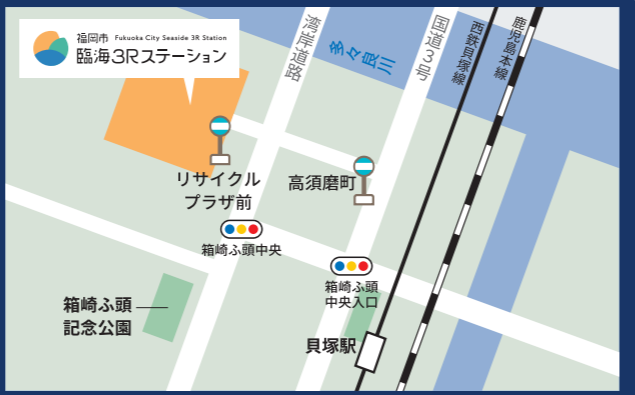 福岡市 Fukuoka City Seaside 3R Station
臨海3Rステーション
湾岸道路
多々良川
国道3号
西鉄貝塚線
鹿児島本線
リサイクル
プラザ前
高須磨町
箱崎ふ頭中央
箱崎ふ頭
中央入口
箱崎ふ頭
記念公園
貝塚駅